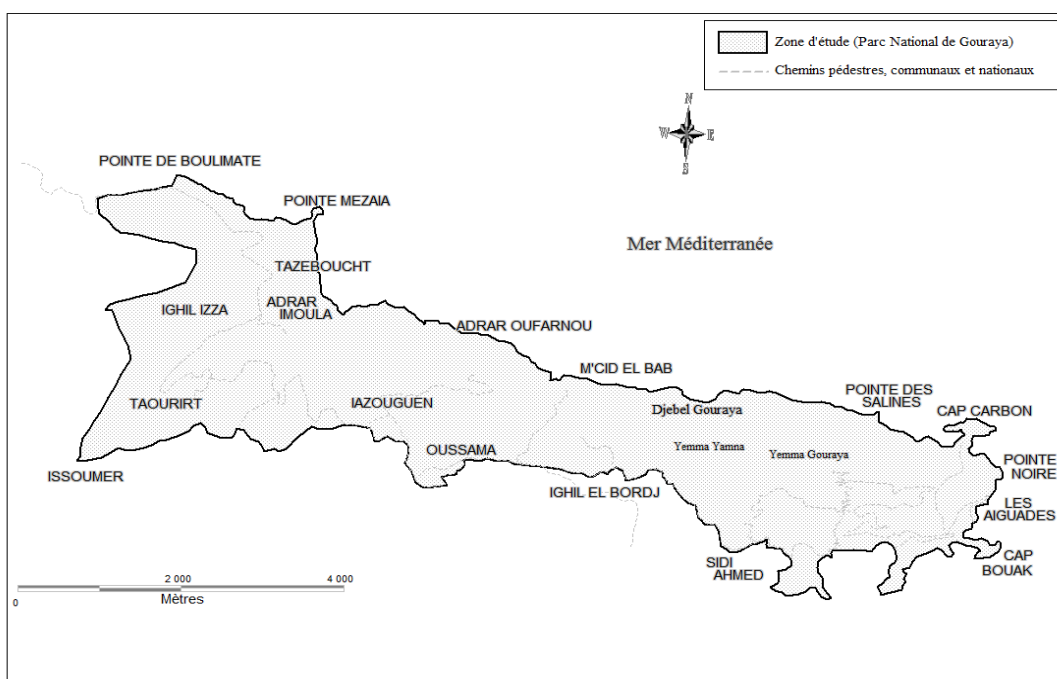 Zone d'étude (Parc National de Gouraya)
Chemins pédestres, communaux et nationaux
N
W E
S
POINTE DE BOULIMATE
POINTE MEZAIA
Mer Méditerranée
TAZEBOUCHT
IGHIL IZZA
ADRAR
IMOULA
ADRAR OUFARNOU
M'CID EL BAB
POINTE DES
SALINES
TAOURIRT
IAZOUGUEN
Djebel Gouraya
CAP CARBON
OUSSAMA
Yemma Yamna
Yemma Gouraya
POINTE
NOIRE
ISSOUMER
IGHIL EL BORDJ
LES
AIGUADES
SIDI
AHMED
CAP
BOUAK
2 000
4 000
0
Mètres